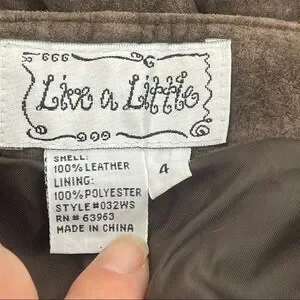 Live a Little
SHELL:
100% LEATHER
LINING:
100% POLYESTER
STYLE#032WS
RN# 63963
MADE IN CHINA
4